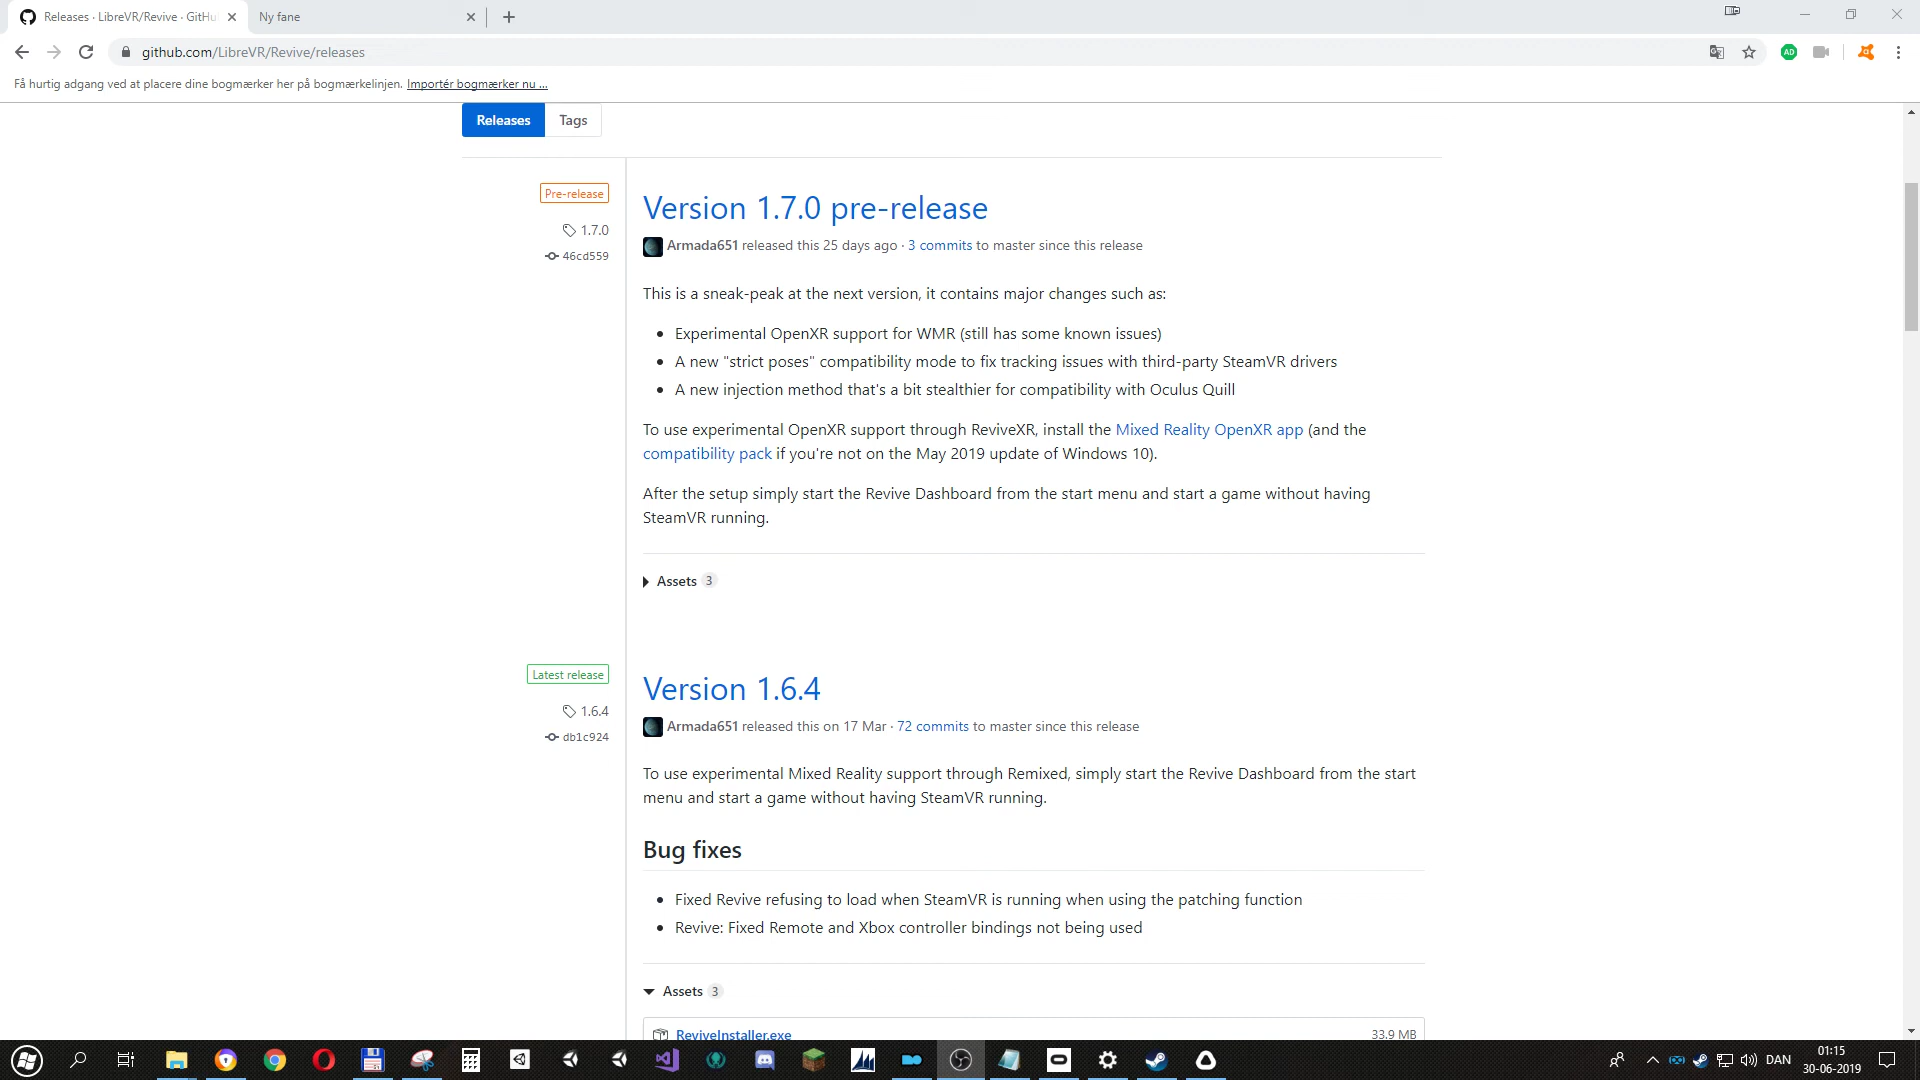 Releases · LibreVR/Revive · GitHu
Ny fane
github.com/LibreVR/Revive/releases
Få hurtig adgang ved at placere dine bogmærker her på bogmærkelinjen. Importér bogmærker nu ...
Releases Tags
Pre-release
1.7.0
46cd559
Version 1.7.0 pre-release
Armada651 released this 25 days ago · 3 commits to master since this release
This is a sneak-peak at the next version, it contains major changes such as:
• Experimental OpenXR support for WMR (still has some known issues)
• A new "strict poses" compatibility mode to fix tracking issues with third-party SteamVR drivers
• A new injection method that's a bit stealthier for compatibility with Oculus Quill
To use experimental OpenXR support through ReviveXR, install the Mixed Reality OpenXR app (and the
compatibility pack if you're not on the May 2019 update of Windows 10).
After the setup simply start the Revive Dashboard from the start menu and start a game without having
SteamVR running.
Assets 3
Latest release
1.6.4
db1c924
Version 1.6.4
Armada651 released this on 17 Mar · 72 commits to master since this release
To use experimental Mixed Reality support through Remixed, simply start the Revive Dashboard from the start
menu and start a game without having SteamVR running.
Bug fixes
• Fixed Revive refusing to load when SteamVR is running when using the patching function
• Revive: Fixed Remote and Xbox controller bindings not being used
Assets 3
ReviveInstaller.exe 33.9 MB
DAN
01:15
30-06-2019